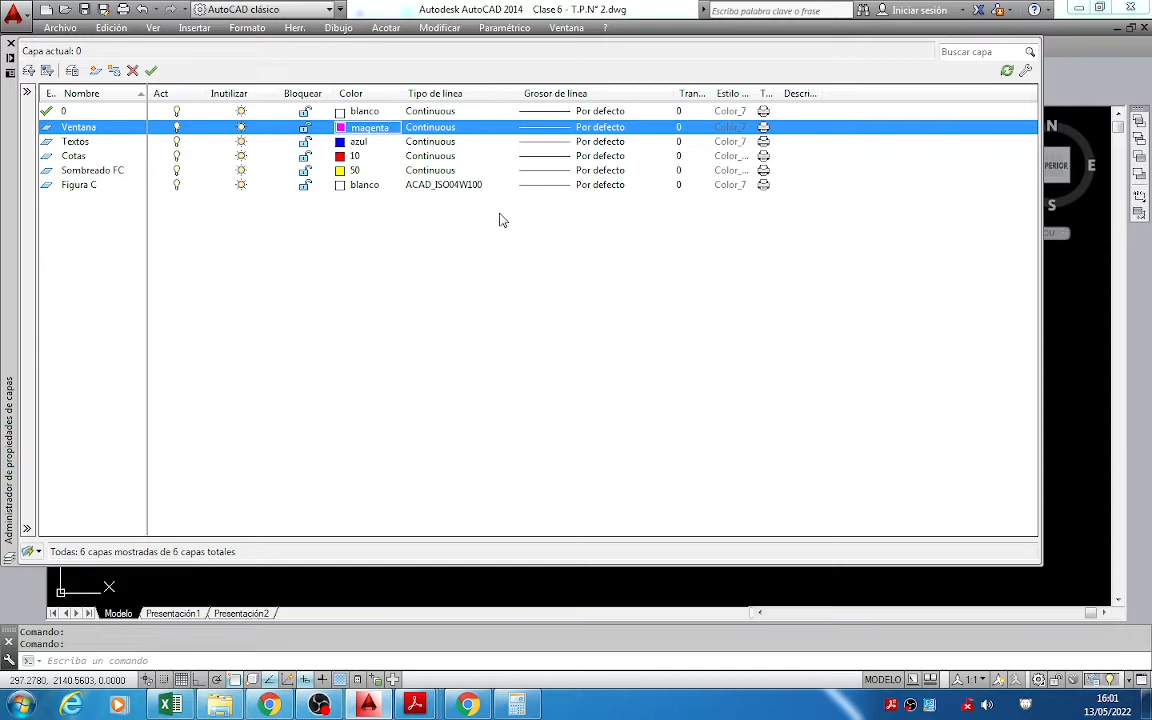 AutoCAD clásico
Autodesk AutoCAD 2014 Clase 6 - T.P.N° 2.dwg
Escriba palabra clave o frase
Iniciar sesión
Archivo Edición Ver Insertar Formato Herr. Dibujo Acotar Modificar Paramétrico Ventana ?
Capa actual: 0
Buscar capa
E.. Nombre Act Inutilizar Bloquear Color Tipo de línea Grosor de línea Tran... Estilo ... T... Descri...
0 blanco Continuous Por defecto 0 Color_7
Ventana magenta Continuous Por defecto 0 Color_7
Textos azul Continuous Por defecto 0 Color_7
Cotas 10 Continuous Por defecto 0 Color_...
Sombreado FC 50 Continuous Por defecto 0 Color_...
Figura C blanco ACAD_ISO04W100 Por defecto 0 Color_7
N
PERIOR
E
S
CU
Administrador de propiedades de capas
Todas: 6 capas mostradas de 6 capas totales
X
Modelo Presentación1 Presentación2
Comando:
Comando:
Escriba un comando
297.2780, 2140.5603, 0.0000
MODELO
1:1
16:01
13/05/2022